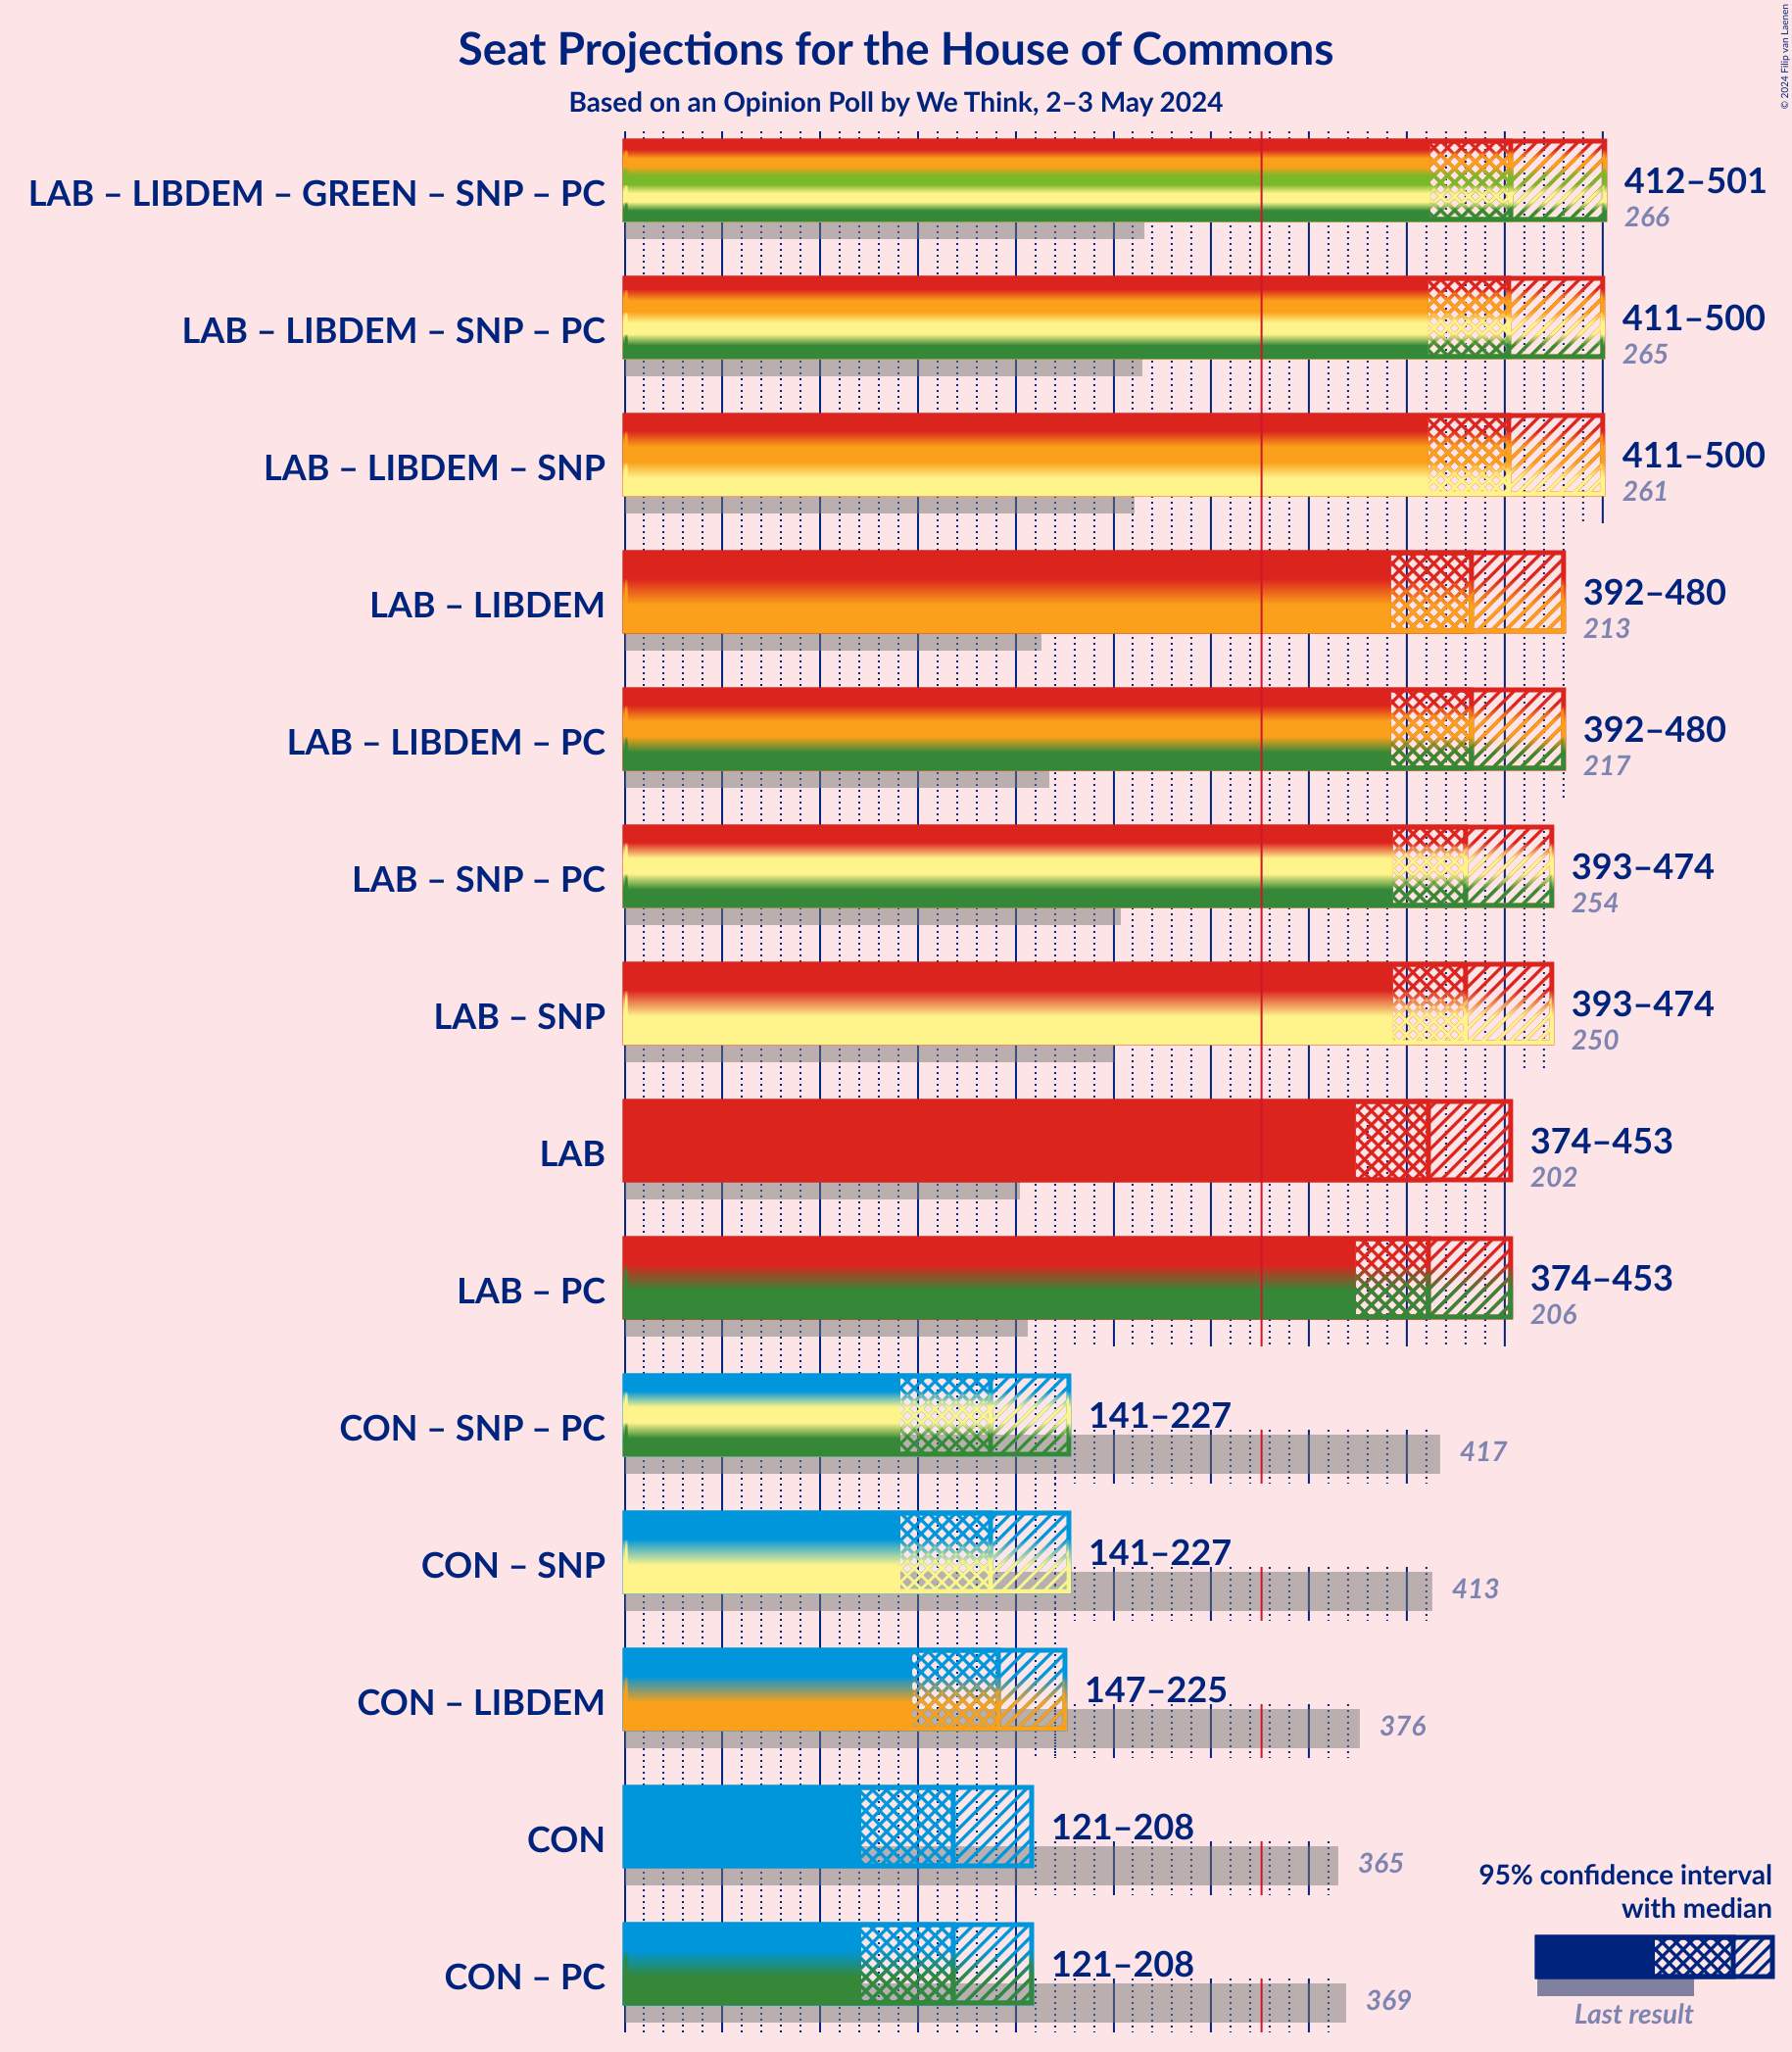 Seat Projections for the House of Commons
Based on an Opinion Poll by We Think, 2–3 May 2024
© 2024 Filip van Laenen
LAB – LIBDEM – GREEN – SNP – PC
412–501
266
LAB – LIBDEM – SNP – PC
411–500
265
LAB – LIBDEM – SNP
411–500
261
LAB – LIBDEM
392–480
213
LAB – LIBDEM – PC
392–480
217
LAB – SNP – PC
393–474
254
LAB – SNP
393–474
250
LAB
374–453
202
LAB – PC
374–453
206
CON – SNP – PC
141–227
417
CON – SNP
141–227
413
CON – LIBDEM
147–225
376
CON
121–208
365
CON – PC
121–208
369
95% confidence interval
with median
Last result